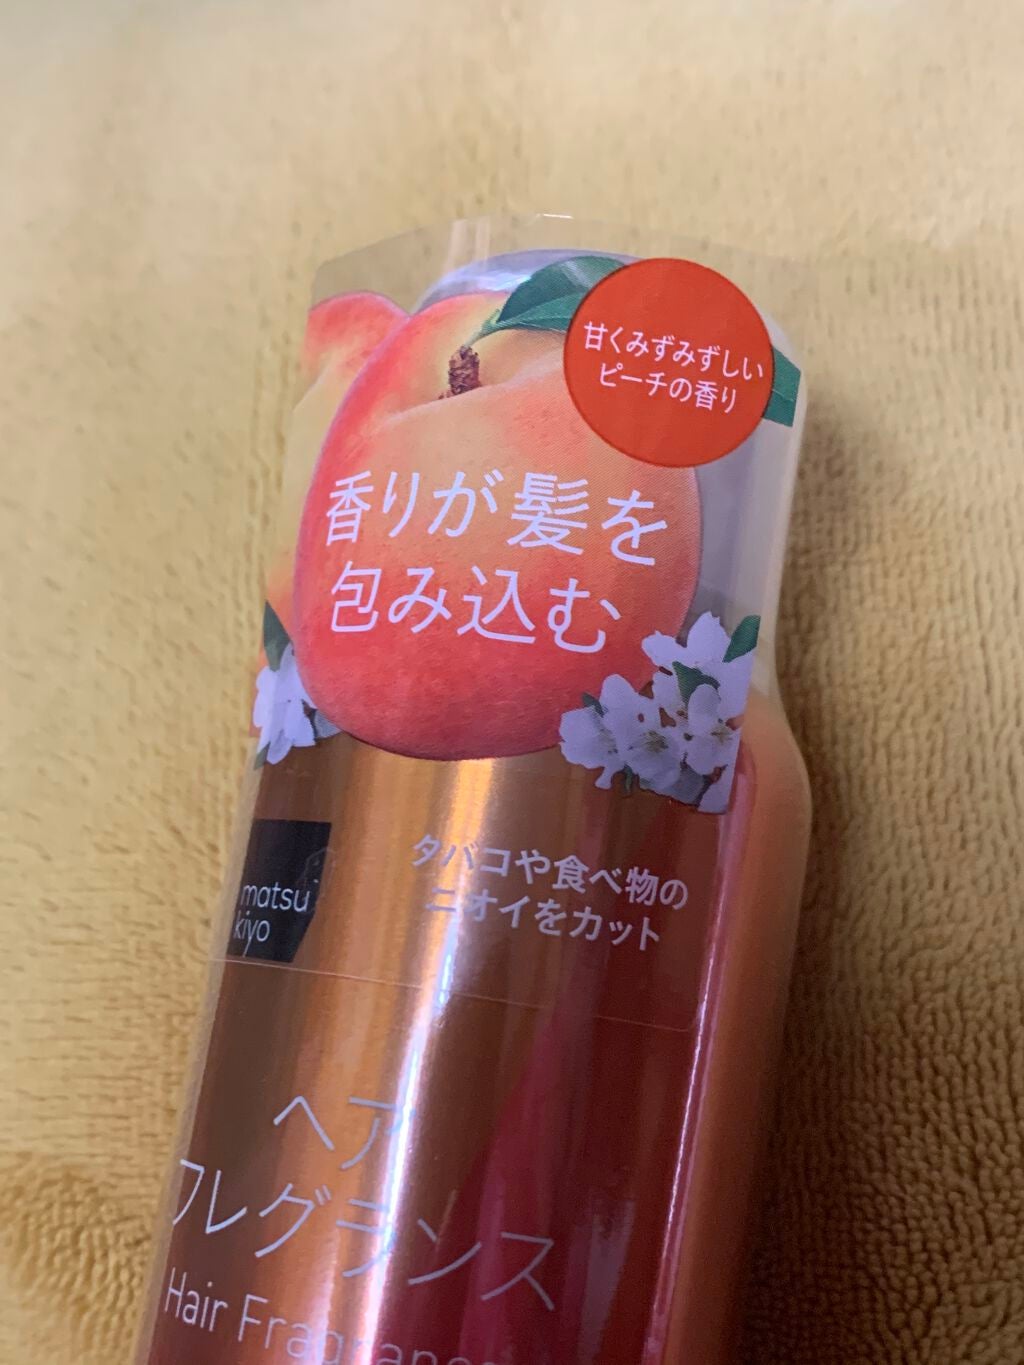 甘くみずみずしい
ピーチの香り
香りが髪を
包み込む
タバコや食べ物の
ニオイをカット
matsu
kiyo
ヘア
フレグランス
Hair Fragrance